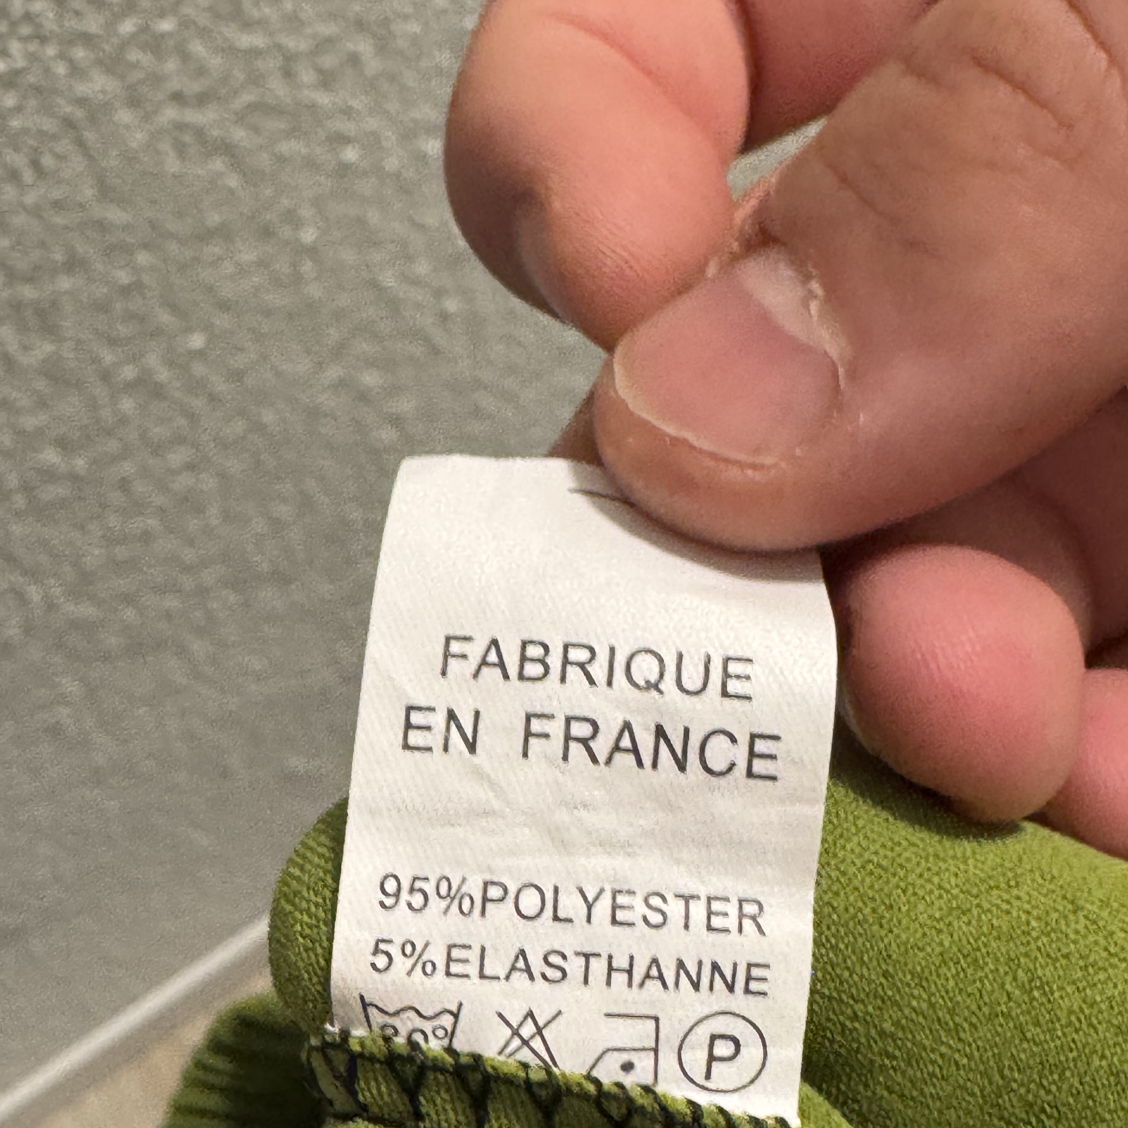 FABRIQUE
EN FRANCE
95%POLYESTER
5%ELASTHANNE
P